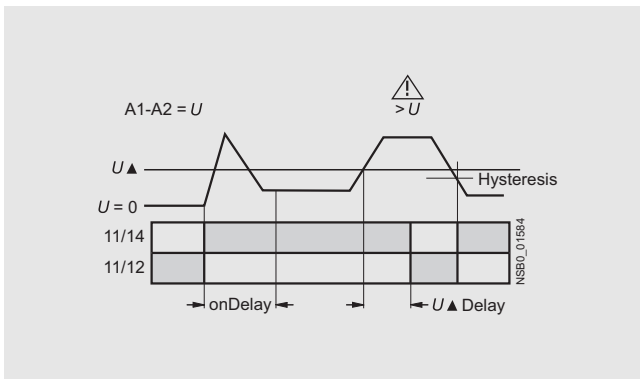 A1-A2 = U
> U
U▲
Hysteresis
U = 0
11/14
11/12
NSB0_01584
onDelay
U▲ Delay